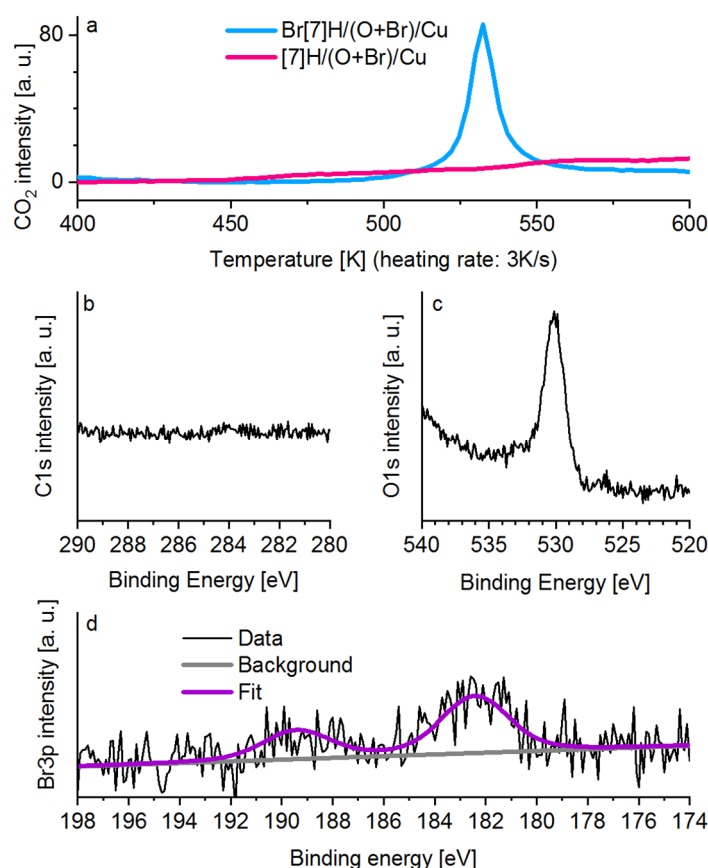 a
Br[7]H/(O+Br)/Cu
[7]H/(O+Br)/Cu
CO2 intensity [a. u.]
80
0
400 450 500 550 600
Temperature [K] (heating rate: 3K/s)
b
C1s intensity [a. u.]
290 288 286 284 282 280
Binding Energy [eV]
c
O1s intensity [a. u.]
540 535 530 525 520
Binding Energy [eV]
d
Data
Background
Fit
Br3p intensity [a. u.]
198 196 194 192 190 188 186 184 182 180 178 176 174
Binding energy [eV]